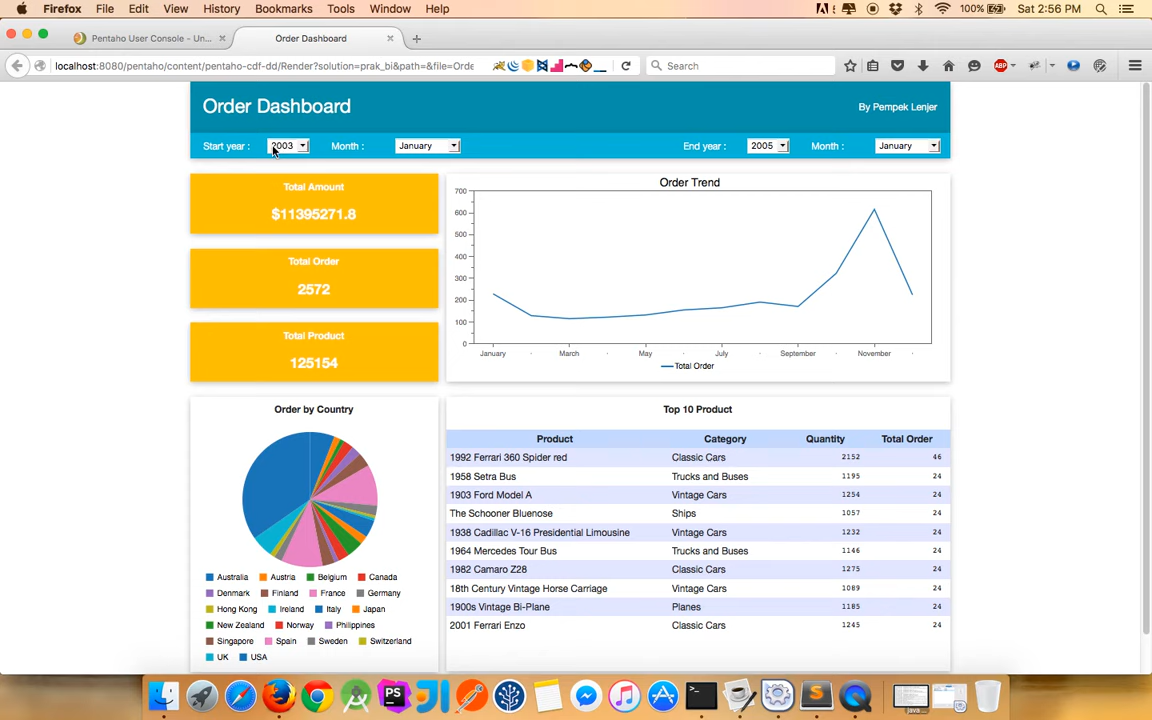 Firefox File Edit View History Bookmarks Tools Window Help 100% Sat 2:56 PM
Pentaho User Console - Un... Order Dashboard
localhost:8080/pentaho/content/pentaho-cdf-dd/Render?solution=prak_bi&path=&file=Orde Search
Order Dashboard
By Pempek Lenjer
Start year : 2003 Month : January End year : 2005 Month : January
Total Amount
$11395271.8
Total Order
2572
Total Product
125154
Order Trend
700
600
500
400
300
200
100
0
January March May July September November
Total Order
Order by Country
Australia Austria Belgium Canada
Denmark Finland France Germany
Hong Kong Ireland Italy Japan
New Zealand Norway Philippines
Singapore Spain Sweden Switzerland
UK USA
Top 10 Product
Product Category Quantity Total Order
1992 Ferrari 360 Spider red Classic Cars 2152 46
1958 Setra Bus Trucks and Buses 1195 24
1903 Ford Model A Vintage Cars 1254 24
The Schooner Bluenose Ships 1057 24
1938 Cadillac V-16 Presidential Limousine Vintage Cars 1232 24
1964 Mercedes Tour Bus Trucks and Buses 1146 24
1982 Camaro Z28 Classic Cars 1275 24
18th Century Vintage Horse Carriage Vintage Cars 1089 24
1900s Vintage Bi-Plane Planes 1185 24
2001 Ferrari Enzo Classic Cars 1245 24
ABP
PS
java